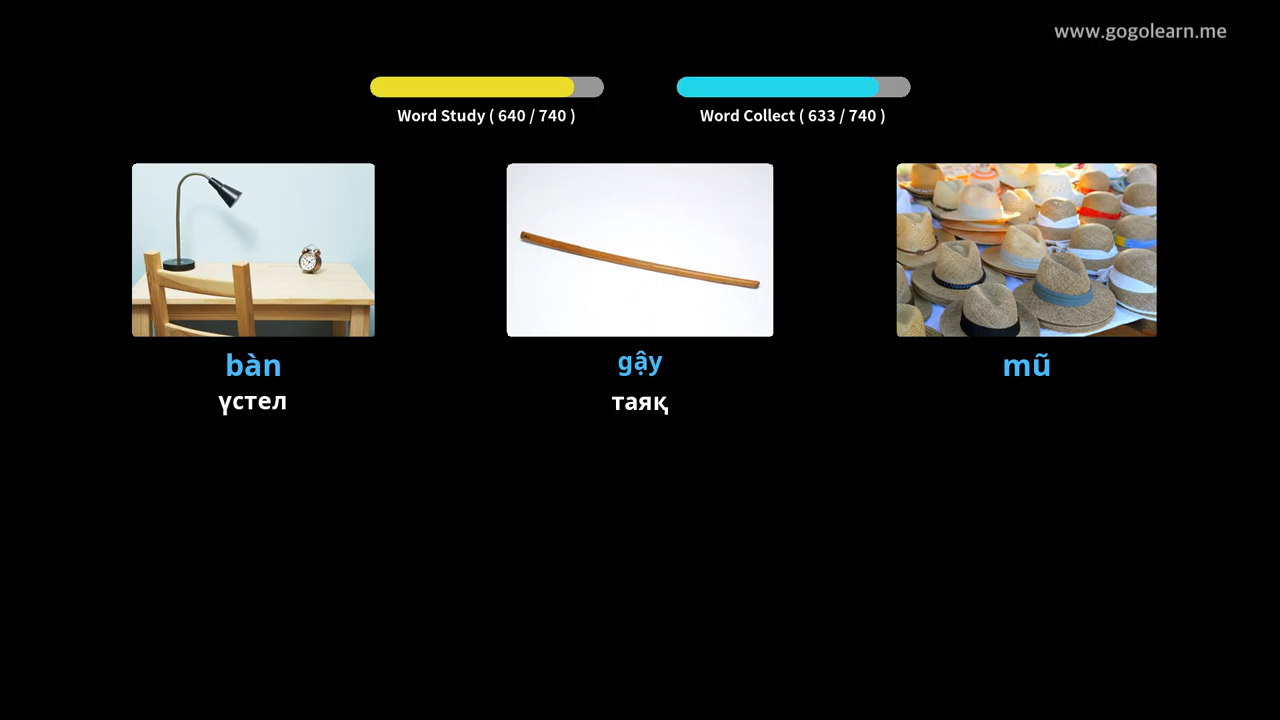 www.gogolearn.me
Word Study ( 640 / 740 )
Word Collect ( 633 / 740 )
bàn
gậy
mũ
үстел
таяқ